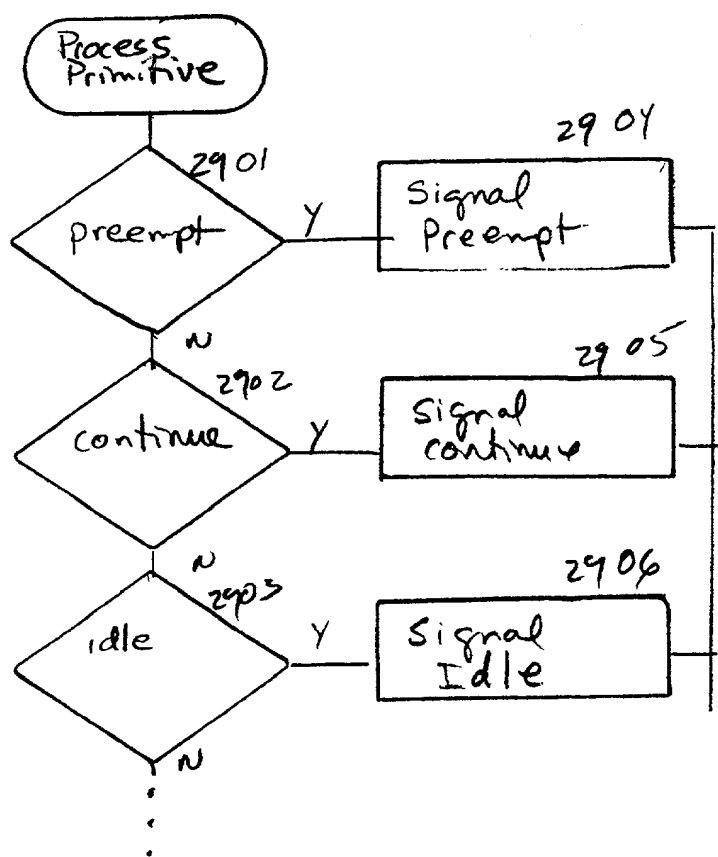 Process
Primitive
2901
preempt
Y
2904
Signal
Preempt
N
2902
continue
Y
2905
Signal
continue
N
2903
idle
Y
2906
Signal
Idle
N